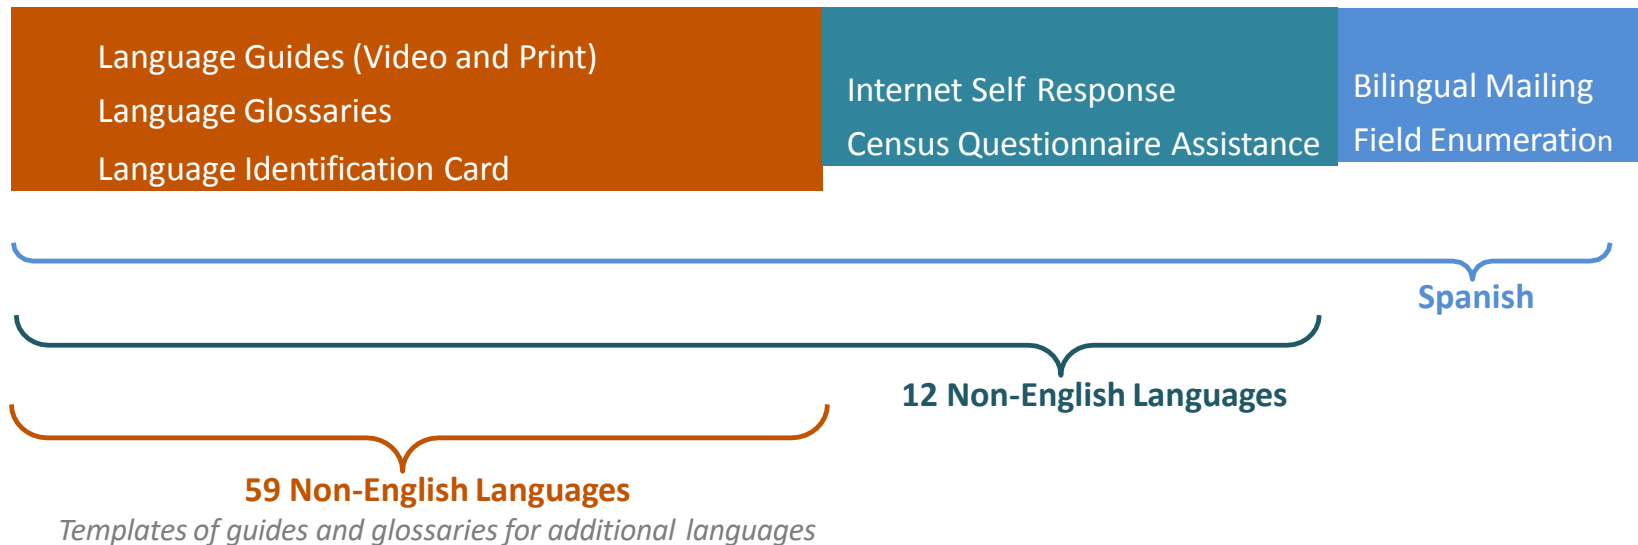 Language Guides (Video and Print)
Language Glossaries
Language Identification Card
Internet Self Response
Census Questionnaire Assistance
Bilingual Mailing
Field Enumeration
Spanish
12 Non-English Languages
59 Non-English Languages
Templates of guides and glossaries for additional languages